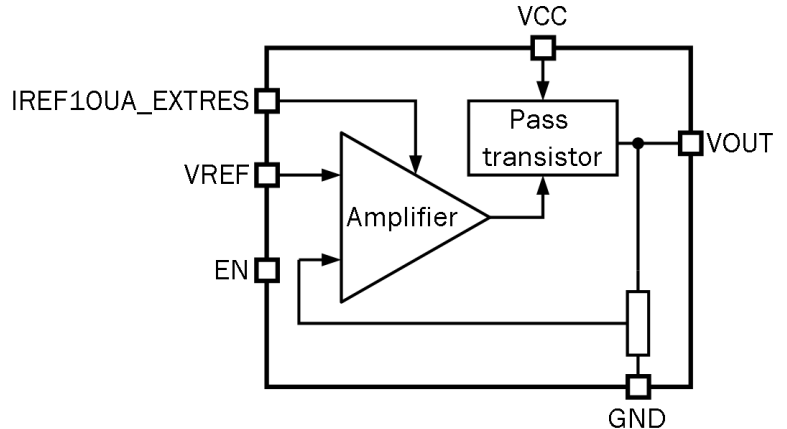 VCC
IREF10UA_EXTRES
Pass
transistor
VOUT
VREF
Amplifier
EN
GND